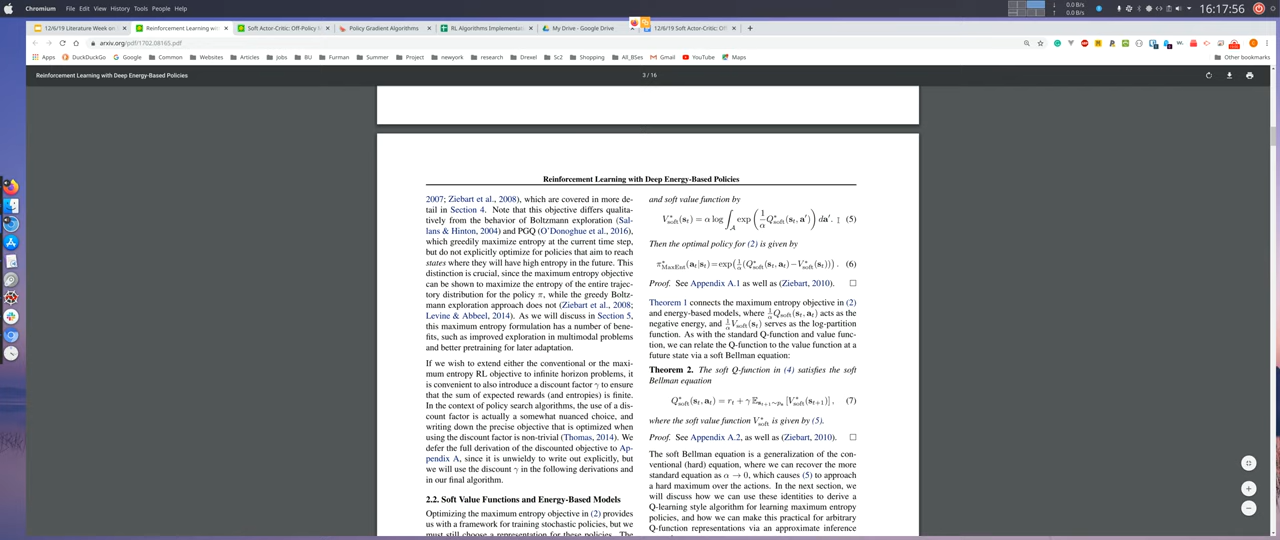 Chromium File Edit View History Tabs People Help
0.0 B/s
0.0 B/s
16:17:56
12/6/19 Literature Week on
Reinforcement Learning with
Soft Actor-Critic: Off-Policy
Policy Gradient Algorithms
RL Algorithms Implementa
My Drive - Google Drive
12/6/19 Soft Actor-Critic: Of
arxiv.org/pdf/1702.08165.pdf
Apps DuckDuckGo Google Common Websites Articles Jobs BU Furman Summer Project newyork research Drexel 5c2 Shopping All_BSes Gmail YouTube Maps Other bookmarks
Reinforcement Learning with Deep Energy-Based Policies
3 / 16
Reinforcement Learning with Deep Energy-Based Policies
2007; Ziebart et al., 2008), which are covered in more de-
tail in Section 4. Note that this objective differs qualita-
tively from the behavior of Boltzmann exploration (Sal-
lans & Hinton, 2004) and PGQ (O'Donoghue et al., 2016),
which greedily maximize entropy at the current time step,
but do not explicitly optimize for policies that aim to reach
states where they will have high entropy in the future. This
distinction is crucial, since the maximum entropy objective
can be shown to maximize the entropy of the entire trajec-
tory distribution for the policy π, while the greedy Boltz-
mann exploration approach does not (Ziebart et al., 2008;
Levine & Abbeel, 2014). As we will discuss in Section 5,
this maximum entropy formulation has a number of bene-
fits, such as improved exploration in multimodal problems
and better pretraining for later adaptation.
If we wish to extend either the conventional or the maxi-
mum entropy RL objective to infinite horizon problems, it
is convenient to also introduce a discount factor γ to ensure
that the sum of expected rewards (and entropies) is finite.
In the context of policy search algorithms, the use of a dis-
count factor is actually a somewhat nuanced choice, and
writing down the precise objective that is optimized when
using the discount factor is non-trivial (Thomas, 2014). We
defer the full derivation of the discounted objective to Ap-
pendix A, since it is unwieldy to write out explicitly, but
we will use the discount γ in the following derivations and
in our final algorithm.
2.2. Soft Value Functions and Energy-Based Models
Optimizing the maximum entropy objective in (2) provides
us with a framework for training stochastic policies, but we
must still choose a representation for these policies. The
and soft value function by
V*soft(st) = α log ∫A exp (1/α Q*soft(st, a′)) da′. (5)
Then the optimal policy for (2) is given by
π*MaxEnt(at|st) = exp(1/α(Q*soft(st, at)−V*soft(st))). (6)
Proof. See Appendix A.1 as well as (Ziebart, 2010). □
Theorem 1 connects the maximum entropy objective in (2)
and energy-based models, where 1/α Qsoft(st, at) acts as the
negative energy, and 1/α Vsoft(st) serves as the log-partition
function. As with the standard Q-function and value func-
tion, we can relate the Q-function to the value function at a
future state via a soft Bellman equation:
Theorem 2. The soft Q-function in (4) satisfies the soft
Bellman equation
Q*soft(st, at) = rt + γ Est+1∼ps [V*soft(st+1)], (7)
where the soft value function V*soft is given by (5).
Proof. See Appendix A.2, as well as (Ziebart, 2010). □
The soft Bellman equation is a generalization of the con-
ventional (hard) equation, where we can recover the more
standard equation as α → 0, which causes (5) to approach
a hard maximum over the actions. In the next section, we
will discuss how we can use these identities to derive a
Q-learning style algorithm for learning maximum entropy
policies, and how we can make this practical for arbitrary
Q-function representations via an approximate inference